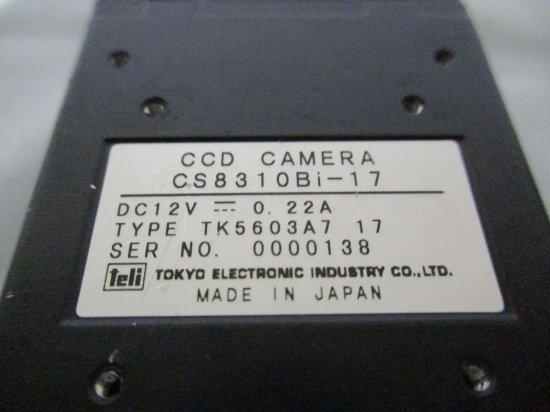 CCD CAMERA
CS8310Bi-17
DC12V ⎓ 0.22A
TYPE TK5603A7 17
SER NO. 0000138
teli TOKYO ELECTRONIC INDUSTRY CO.,LTD.
MADE IN JAPAN